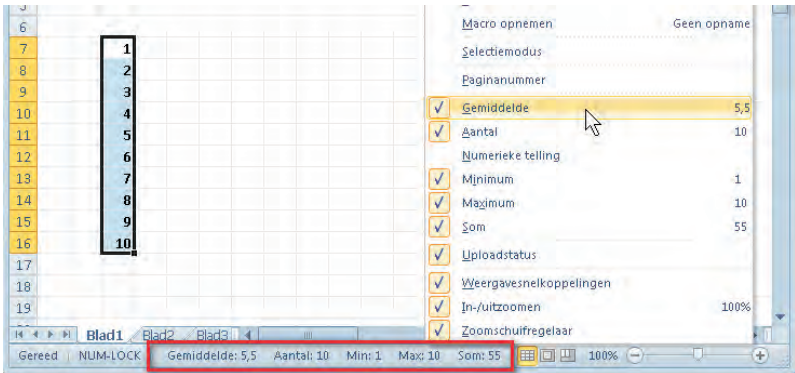 6
7 1
8 2
9 3
10 4
11 5
12 6
13 7
14 8
15 9
16 10
17
18
19
Macro opnemen Geen opname
Selectiemodus
Paginanummer
Gemiddelde 5,5
Aantal 10
Numerieke telling
Minimum 1
Maximum 10
Som 55
Uploadstatus
Weergavesnelkoppelingen
In-/uitzoomen 100%
Zoomschuifregelaar
Blad1 Blad2 Blad3
Gereed NUM-LOCK Gemiddelde: 5,5 Aantal: 10 Min: 1 Max: 10 Som: 55 100%